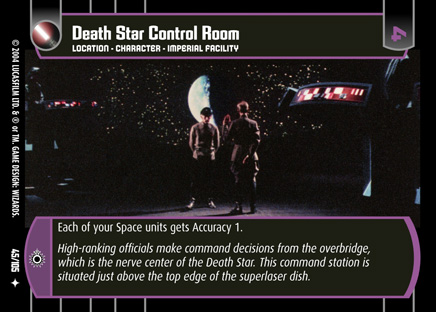 Death Star Control Room
LOCATION • CHARACTER • IMPERIAL FACILITY
4
Each of your Space units gets Accuracy 1.
High-ranking officials make command decisions from the overbridge,
which is the nerve center of the Death Star. This command station is
situated just above the top edge of the superlaser dish.
© 2004 LUCASFILM LTD. & ® or TM. GAME DESIGN: WIZARDS.
45/105